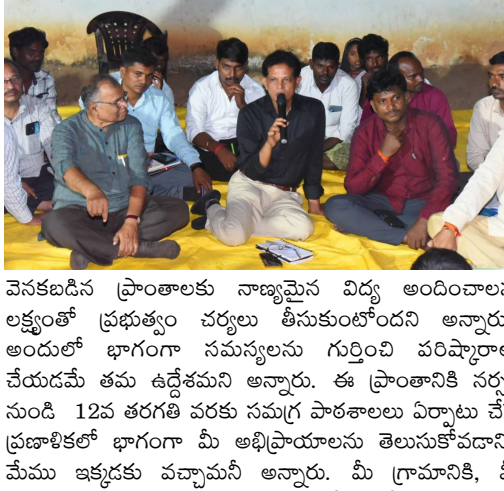 వెనకబడిన ప్రాంతాలకు నాణ్యమైన విద్య అందించాల
లక్ష్యంతో ప్రభుత్వం చర్యలు తీసుకుంటోందని అన్నారు
అందులో భాగంగా సమస్యలను గుర్తించి పరిష్కారాల
చేయడమే తమ ఉద్దేశమని అన్నారు. ఈ ప్రాంతానికి నర్స
నుండి 12వ తరగతి వరకు సమగ్ర పాఠశాలలు ఏర్పాటు చే
ప్రణాళికలో భాగంగా మీ అభిప్రాయాలను తెలుసుకోవడాని
మేము ఇక్కడకు వచ్చామనీ అన్నారు. మీ గ్రామానికి,